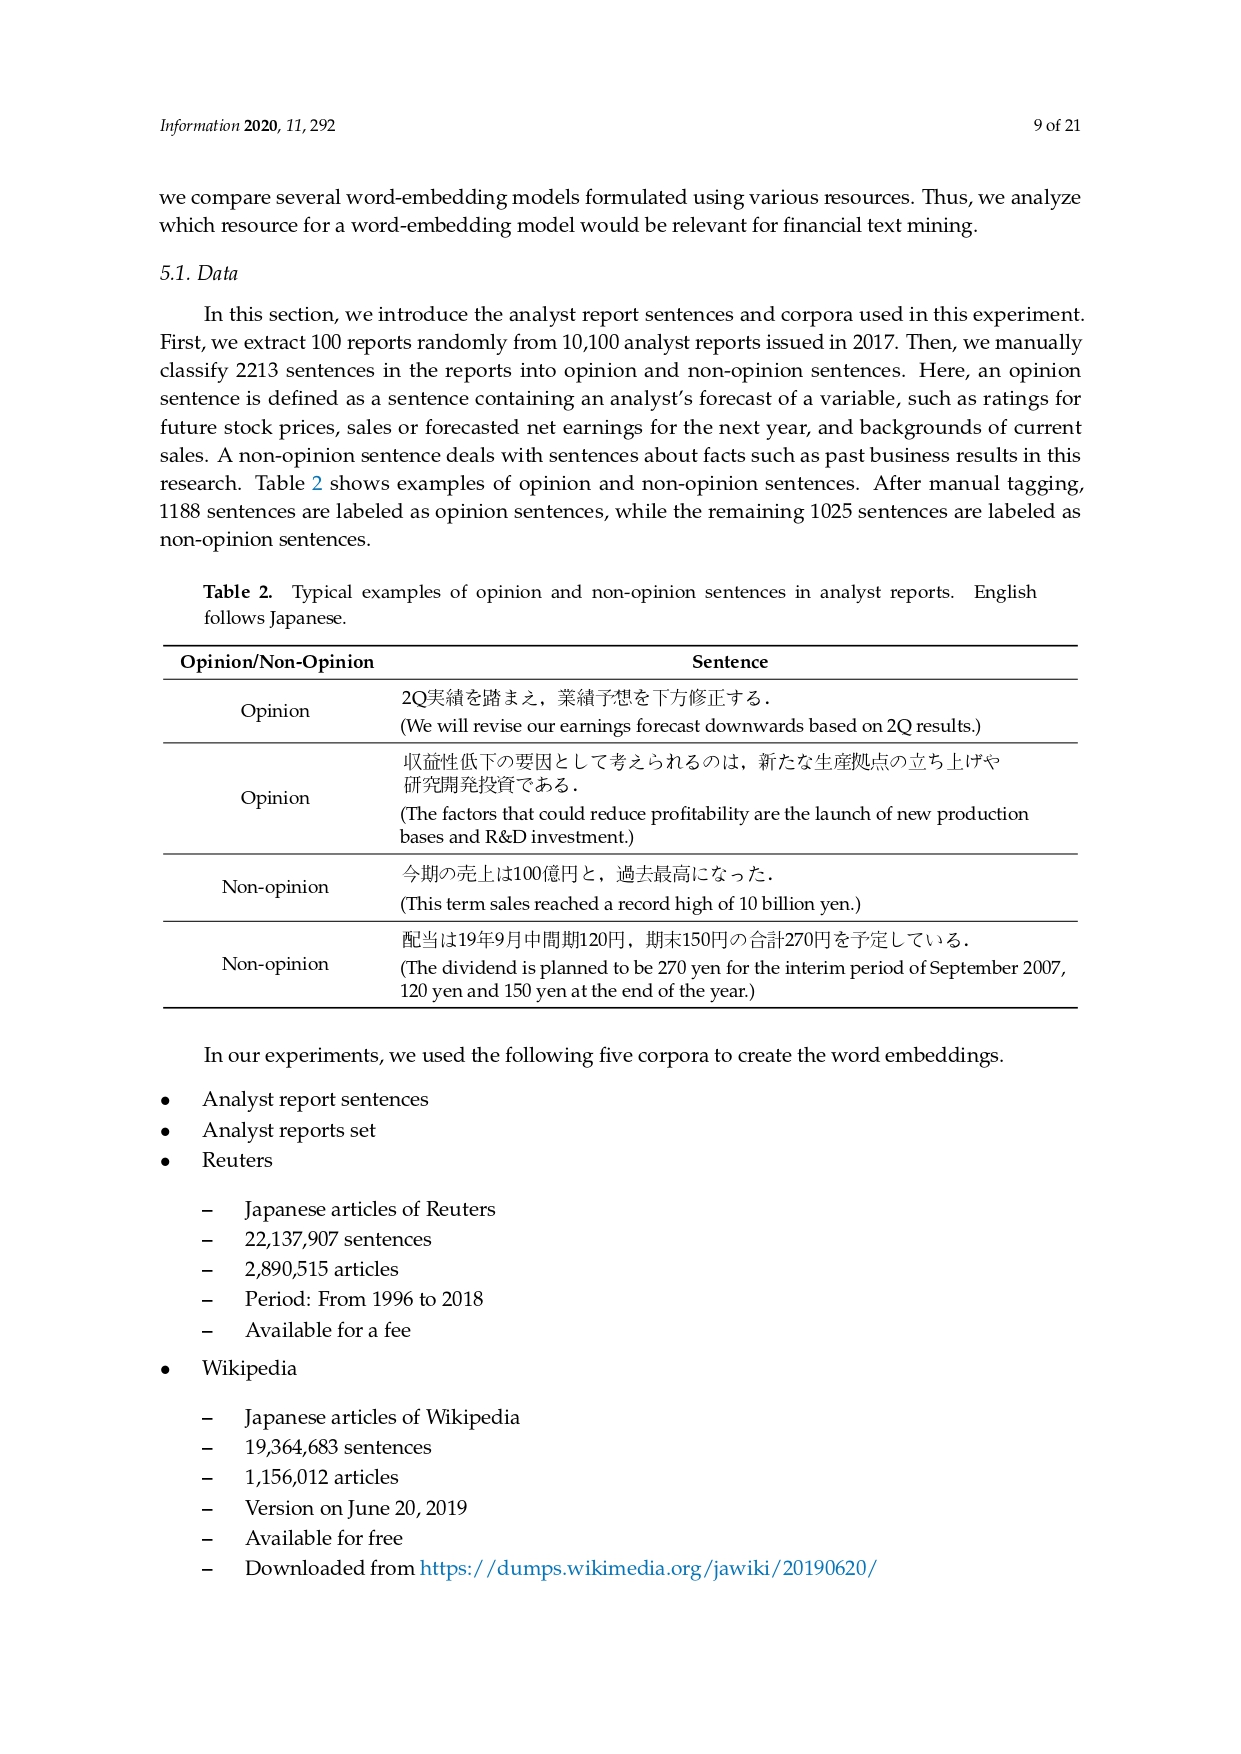 Information 2020, 11, 292
9 of 21
we compare several word-embedding models formulated using various resources. Thus, we analyze
which resource for a word-embedding model would be relevant for financial text mining.
5.1. Data
In this section, we introduce the analyst report sentences and corpora used in this experiment.
First, we extract 100 reports randomly from 10,100 analyst reports issued in 2017. Then, we manually
classify 2213 sentences in the reports into opinion and non-opinion sentences. Here, an opinion
sentence is defined as a sentence containing an analyst’s forecast of a variable, such as ratings for
future stock prices, sales or forecasted net earnings for the next year, and backgrounds of current
sales. A non-opinion sentence deals with sentences about facts such as past business results in this
research. Table 2 shows examples of opinion and non-opinion sentences. After manual tagging,
1188 sentences are labeled as opinion sentences, while the remaining 1025 sentences are labeled as
non-opinion sentences.
Table 2. Typical examples of opinion and non-opinion sentences in analyst reports. English
follows Japanese.
Opinion/Non-Opinion
Sentence
Opinion
2Q実績を踏まえ，業績予想を下方修正する．
(We will revise our earnings forecast downwards based on 2Q results.)
Opinion
収益性低下の要因として考えられるのは，新たな生産拠点の立ち上げや
研究開発投資である．
(The factors that could reduce profitability are the launch of new production
bases and R&D investment.)
Non-opinion
今期の売上は100億円と，過去最高になった．
(This term sales reached a record high of 10 billion yen.)
Non-opinion
配当は19年9月中間期120円，期末150円の合計270円を予定している．
(The dividend is planned to be 270 yen for the interim period of September 2007,
120 yen and 150 yen at the end of the year.)
In our experiments, we used the following five corpora to create the word embeddings.
• Analyst report sentences
• Analyst reports set
• Reuters
– Japanese articles of Reuters
– 22,137,907 sentences
– 2,890,515 articles
– Period: From 1996 to 2018
– Available for a fee
• Wikipedia
– Japanese articles of Wikipedia
– 19,364,683 sentences
– 1,156,012 articles
– Version on June 20, 2019
– Available for free
– Downloaded from https://dumps.wikimedia.org/jawiki/20190620/